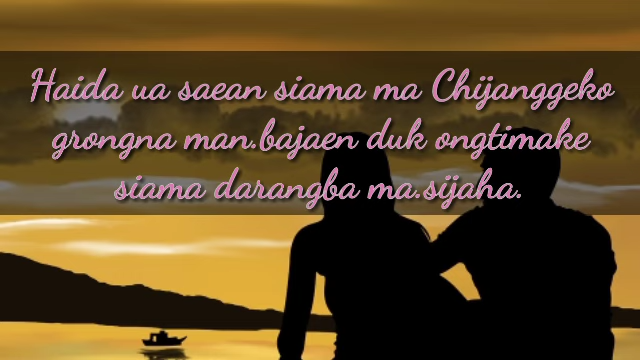 Haida ua saean siama ma Chijanggeko
grongna man.bajaen duk ongtimake
siama darangba ma.sijaha.